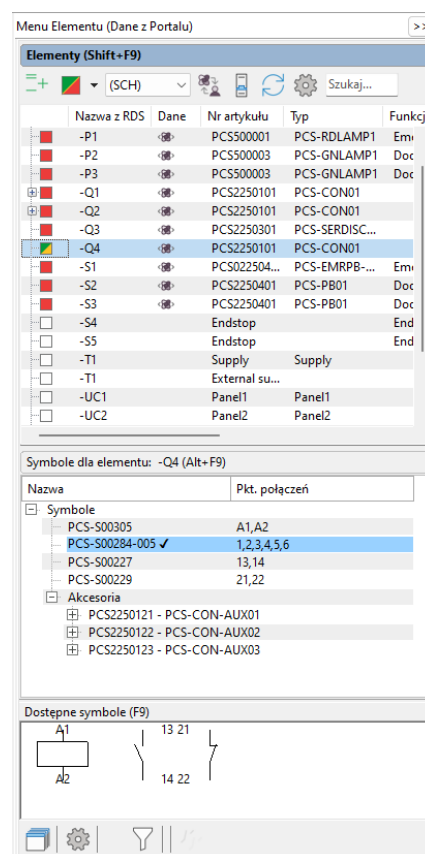 Menu Elementu (Dane z Portalu) >>
Elementy (Shift+F9)
(SCH) Szukaj...
Nazwa z RDS Dane Nr artykułu Typ Funkcj
-P1 PCS500001 PCS-RDLAMP1 Eme
-P2 PCS500003 PCS-GNLAMP1 Doc
-P3 PCS500003 PCS-GNLAMP1 Doc
-Q1 PCS2250101 PCS-CON01
-Q2 PCS2250101 PCS-CON01
-Q3 PCS2250301 PCS-SERDISC...
-Q4 PCS2250101 PCS-CON01
-S1 PCS022504... PCS-EMRPB-... Eme
-S2 PCS2250401 PCS-PB01 Doc
-S3 PCS2250401 PCS-PB01 Doc
-S4 Endstop End
-S5 Endstop End
-T1 Supply Supply
-T1 External su...
-UC1 Panel1 Panel1
-UC2 Panel2 Panel2
Symbole dla elementu: -Q4 (Alt+F9)
Nazwa Pkt. połączeń
Symbole
PCS-S00305 A1,A2
PCS-S00284-005 ✓ 1,2,3,4,5,6
PCS-S00227 13,14
PCS-S00229 21,22
Akcesoria
PCS2250121 - PCS-CON-AUX01
PCS2250122 - PCS-CON-AUX02
PCS2250123 - PCS-CON-AUX03
Dostępne symbole (F9)
A1 13 21
A2 14 22